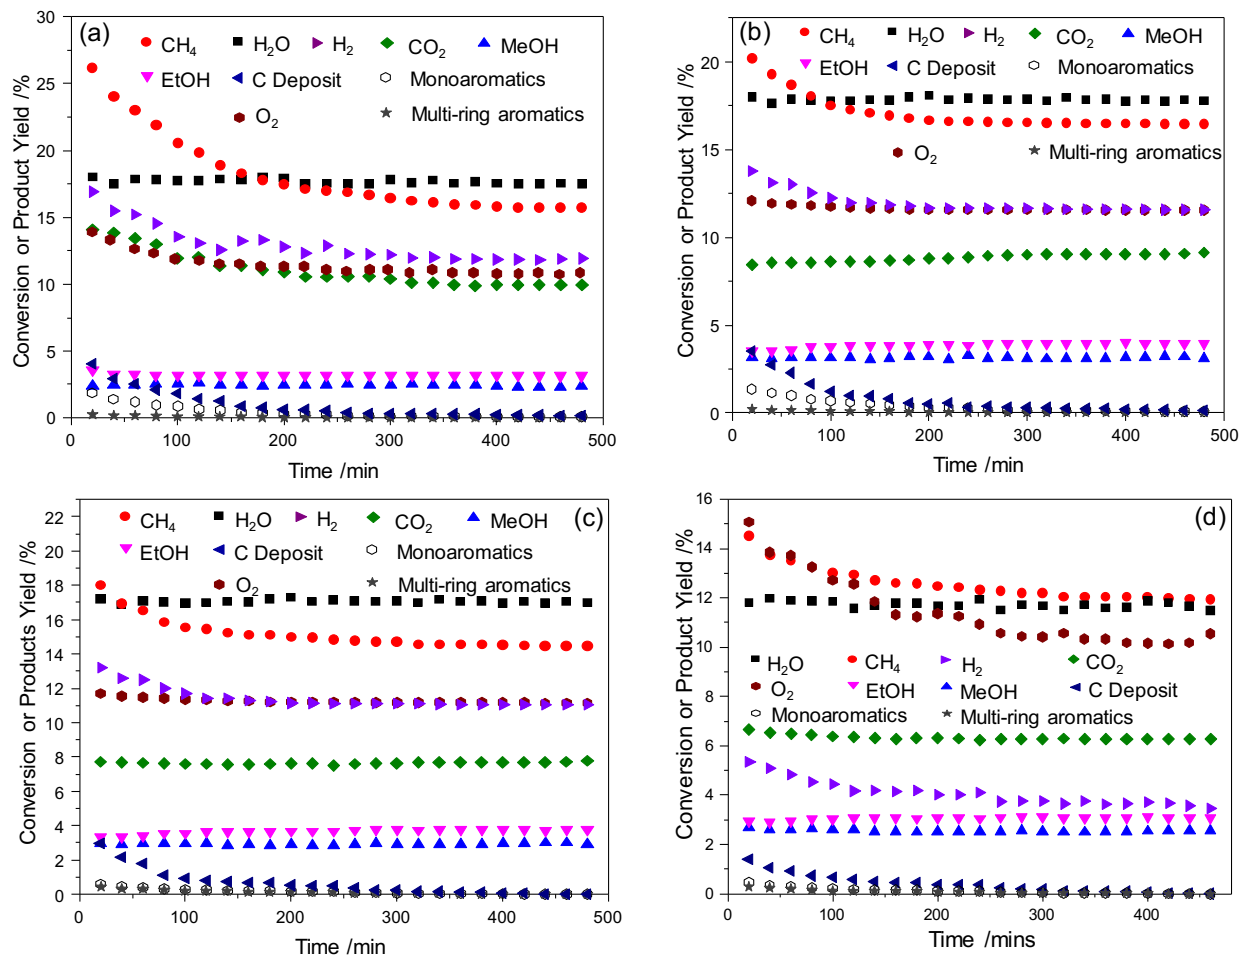 (a)
CH4 H2O H2 CO2 MeOH
EtOH C Deposit Monoaromatics
O2 Multi-ring aromatics
Conversion or Product Yield /%
30
25
20
15
10
5
0
0 100 200 300 400 500
Time /min
(b)
CH4 H2O H2 CO2 MeOH
EtOH C Deposit Monoaromatics
O2 Multi-ring aromatics
Conversion or Product Yield /%
20
15
10
5
0
0 100 200 300 400 500
Time /min
(c)
CH4 H2O H2 CO2 MeOH
EtOH C Deposit Monoaromatics
O2 Multi-ring aromatics
Conversion or Products Yield /%
22
20
18
16
14
12
10
8
6
4
2
0
0 100 200 300 400 500
Time /min
(d)
H2O CH4 H2 CO2
O2 EtOH MeOH C Deposit
Monoaromatics Multi-ring aromatics
Conversion or Product Yield /%
16
14
12
10
8
6
4
2
0
0 100 200 300 400
Time /mins